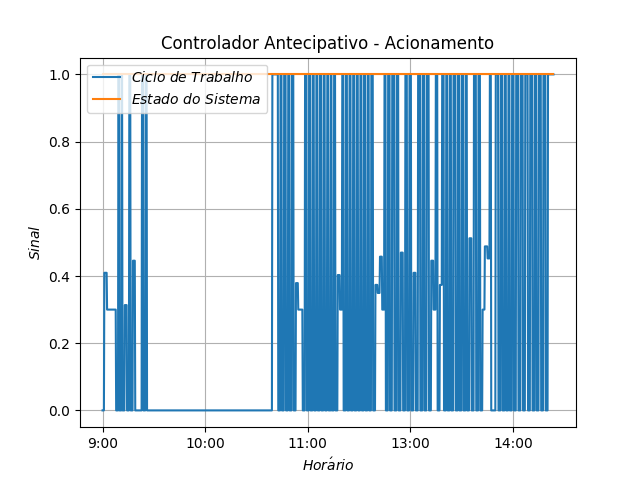 Controlador Antecipativo - Acionamento
Ciclo de Trabalho
Estado do Sistema
1.0
0.8
0.6
0.4
0.2
0.0
Sinal
9:00 10:00 11:00 13:00 14:00
Horário